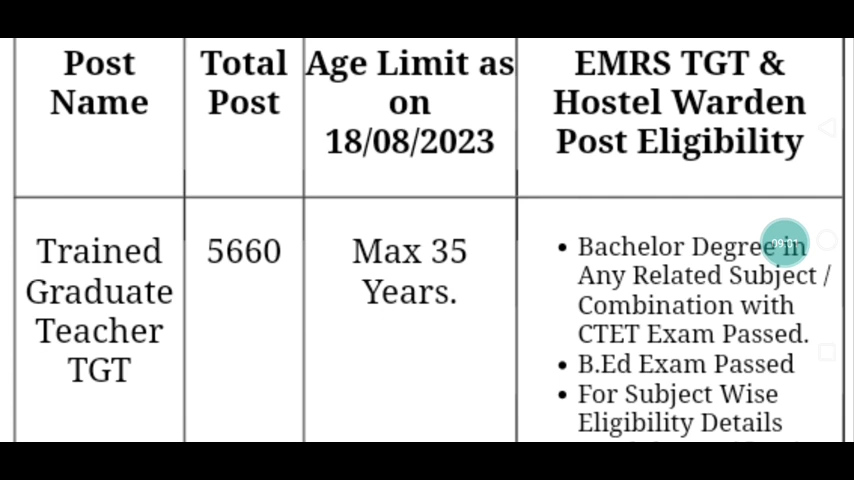 Post
Name
Total
Post
Age Limit as
on
18/08/2023
EMRS TGT &
Hostel Warden
Post Eligibility
Trained
Graduate
Teacher
TGT
5660
Max 35
Years.
• Bachelor Degree in
Any Related Subject /
Combination with
CTET Exam Passed.
• B.Ed Exam Passed
• For Subject Wise
Eligibility Details
09:01